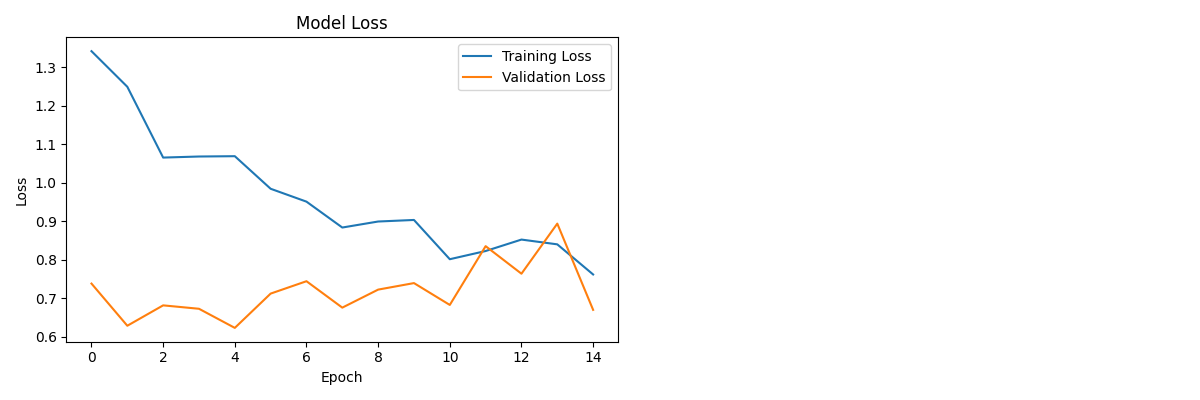 Model Loss
Training Loss
Validation Loss
Loss
1.3
1.2
1.1
1.0
0.9
0.8
0.7
0.6
0 2 4 6 8 10 12 14
Epoch